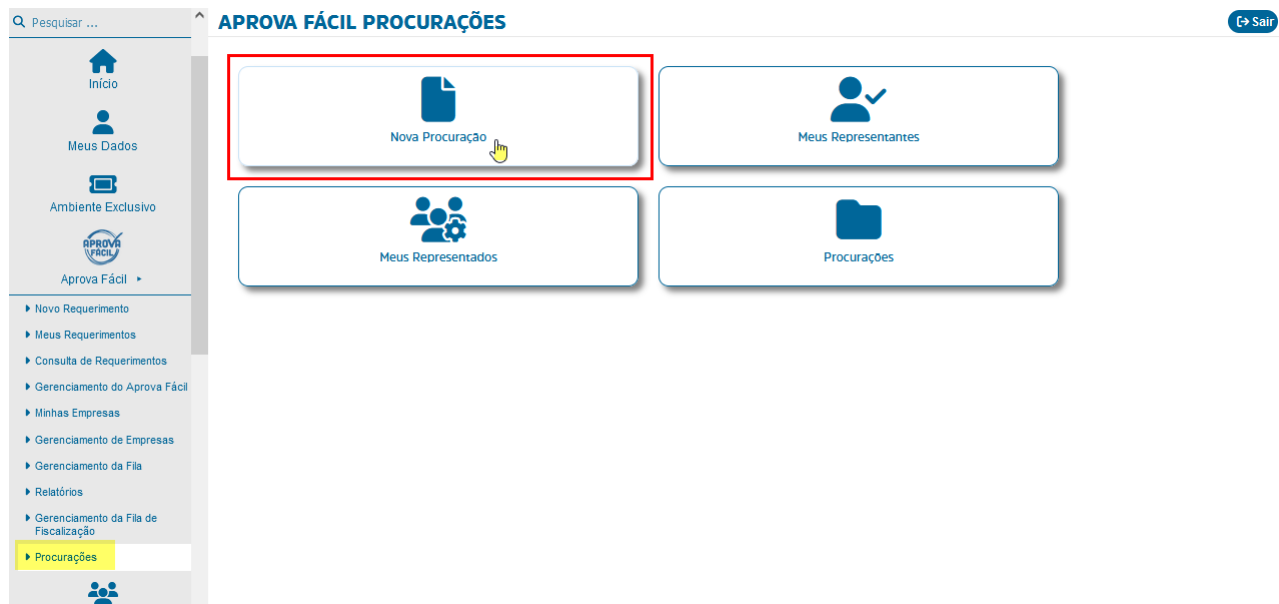 Pesquisar ...
APROVA FÁCIL PROCURAÇÕES
Sair
Início
Meus Dados
Ambiente Exclusivo
APROVA
FÁCIL
Aprova Fácil
Novo Requerimento
Meus Requerimentos
Consulta de Requerimentos
Gerenciamento do Aprova Fácil
Minhas Empresas
Gerenciamento de Empresas
Gerenciamento da Fila
Relatórios
Gerenciamento da Fila de
Fiscalização
Procurações
Nova Procuração
Meus Representantes
Meus Representados
Procurações